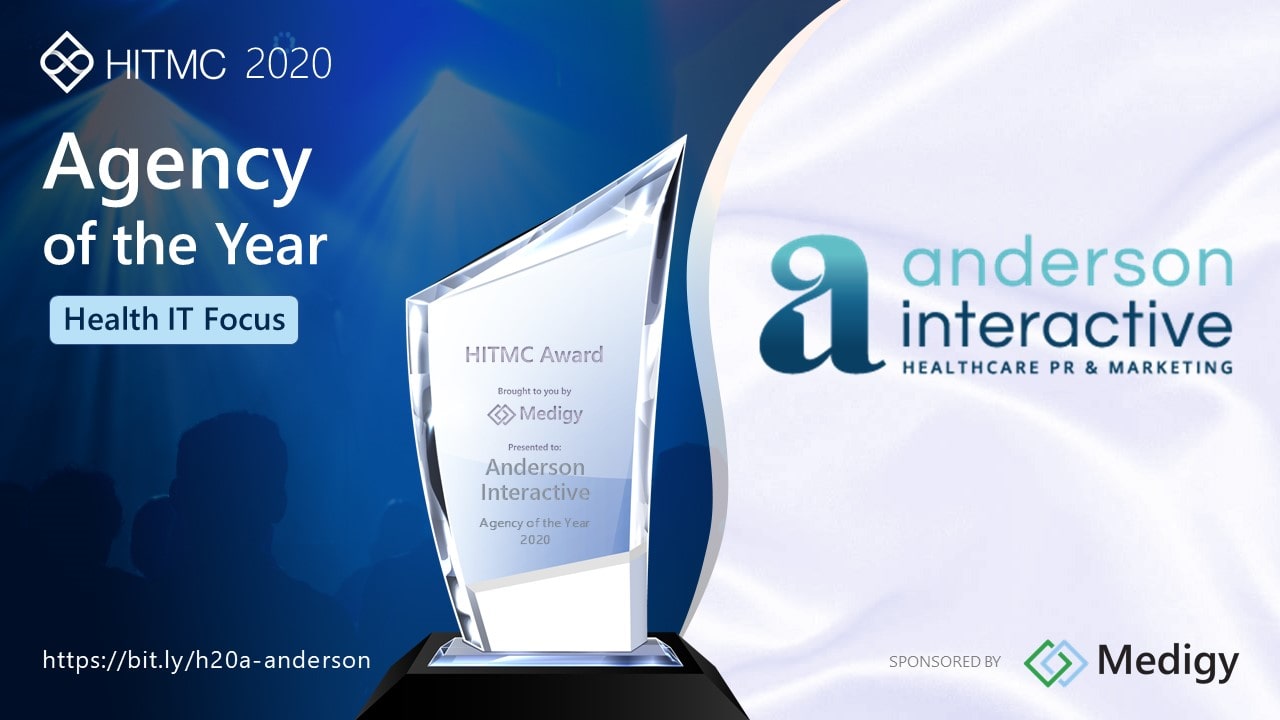 HITMC 2020
Agency
of the Year
Health IT Focus
https://bit.ly/h20a-anderson
HITMC Award
Brought to you by
Medigy
Presented to:
Anderson
Interactive
Agency of the Year
2020
a
anderson
interactive
HEALTHCARE PR & MARKETING
SPONSORED BY Medigy